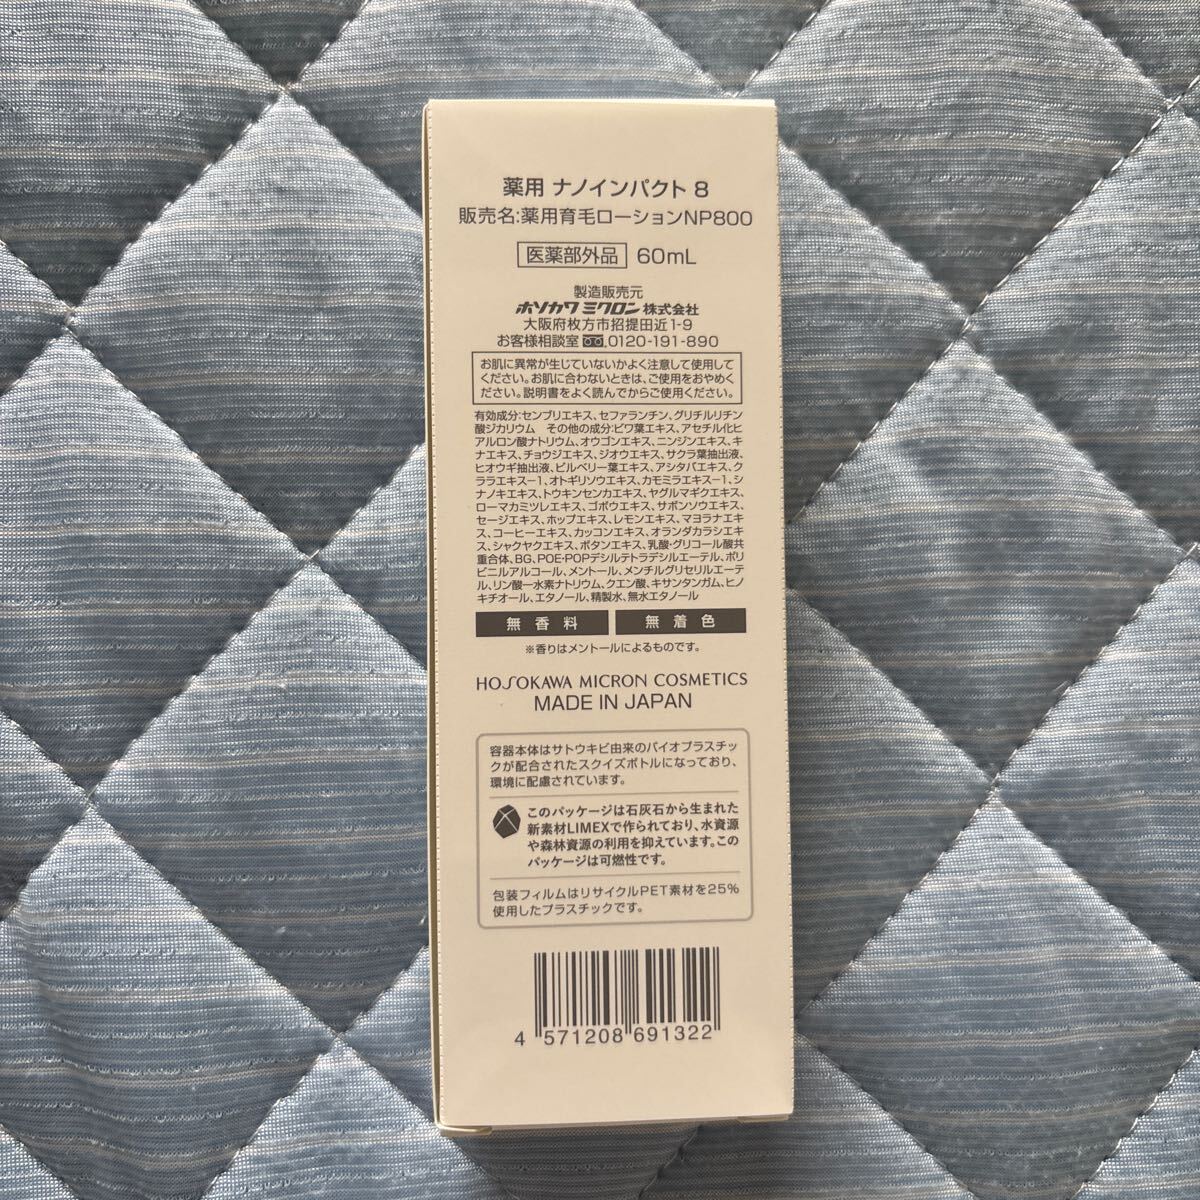 薬用 ナノインパクト 8
販売名:薬用育毛ローションNP800
医薬部外品 60mL
製造販売元
ホソカワミクロン株式会社
大阪府枚方市招提田近1-9
お客様相談室 0120-191-890
お肌に異常が生じていないかよく注意して使用して
ください。お肌に合わないときは、ご使用をおやめく
ださい。説明書をよく読んでからご使用ください。
有効成分:センブリエキス、セファランチン、グリチルリチン
酸ジカリウム その他の成分:ビワ葉エキス、アセチル化ヒ
アルロン酸ナトリウム、オウゴンエキス、ニンジンエキス、キ
ナエキス、チョウジエキス、ジオウエキス、サクラ葉抽出液、
ヒオウギ抽出液、ビルベリー葉エキス、アシタバエキス、ク
ララエキス-1、オトギリソウエキス、カモミラエキス-1、シ
ナノキエキス、トウキンセンカエキス、ヤグルマギクエキス、
ローマカミツレエキス、ゴボウエキス、サボンソウエキス、
セージエキス、ホップエキス、レモンエキス、マヨラナエキ
ス、コーヒーエキス、カッコンエキス、オランダカラシエキ
ス、シャクヤクエキス、ボタンエキス、乳酸・グリコール酸共
重合体、BG、POE・POPデシルテトラデシルエーテル、ポリ
ビニルアルコール、メントール、メンチルグリセリルエーテ
ル、リン酸一水素ナトリウム、クエン酸、キサンタンガム、ヒノ
キチオール、エタノール、精製水、無水エタノール
無香料 無着色
※香りはメントールによるものです。
HOSOKAWA MICRON COSMETICS
MADE IN JAPAN
容器本体はサトウキビ由来のバイオプラスチッ
クが配合されたスクイズボトルになっており、
環境に配慮されています。
このパッケージは石灰石から生まれた
新素材LIMEXで作られており、水資源
や森林資源の利用を抑えています。この
パッケージは可燃性です。
包装フィルムはリサイクルPET素材を25%
使用したプラスチックです。
4 571208 691322